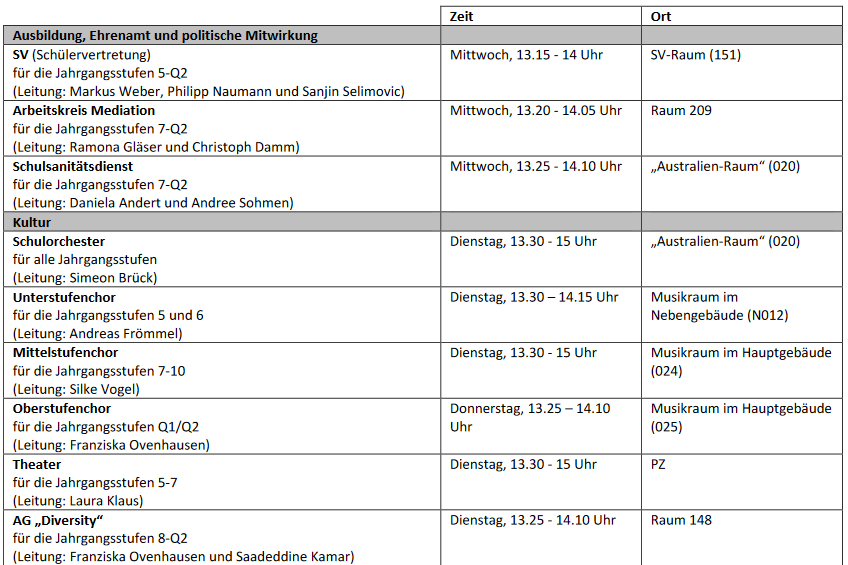 Zeit Ort
Ausbildung, Ehrenamt und politische Mitwirkung
SV (Schülervertretung) Mittwoch, 13.15 - 14 Uhr SV-Raum (151)
für die Jahrgangsstufen 5-Q2
(Leitung: Markus Weber, Philipp Naumann und Sanjin Selimovic)
Arbeitskreis Mediation Mittwoch, 13.20 - 14.05 Uhr Raum 209
für die Jahrgangsstufen 7-Q2
(Leitung: Ramona Gläser und Christoph Damm)
Schulsanitätsdienst Mittwoch, 13.25 - 14.10 Uhr „Australien-Raum“ (020)
für die Jahrgangsstufen 7-Q2
(Leitung: Daniela Andert und Andree Sohmen)
Kultur
Schulorchester Dienstag, 13.30 - 15 Uhr „Australien-Raum“ (020)
für alle Jahrgangsstufen
(Leitung: Simeon Brück)
Unterstufenchor Dienstag, 13.30 – 14.15 Uhr Musikraum im
für die Jahrgangsstufen 5 und 6 Nebengebäude (N012)
(Leitung: Andreas Frömmel)
Mittelstufenchor Dienstag, 13.30 - 15 Uhr Musikraum im Hauptgebäude
für die Jahrgangsstufen 7-10 (024)
(Leitung: Silke Vogel)
Oberstufenchor Donnerstag, 13.25 – 14.10 Musikraum im Hauptgebäude
für die Jahrgangsstufen Q1/Q2 Uhr (025)
(Leitung: Franziska Ovenhausen)
Theater Dienstag, 13.30 - 15 Uhr PZ
für die Jahrgangsstufen 5-7
(Leitung: Laura Klaus)
AG „Diversity“ Dienstag, 13.25 - 14.10 Uhr Raum 148
für die Jahrgangsstufen 8-Q2
(Leitung: Franziska Ovenhausen und Saadeddine Kamar)